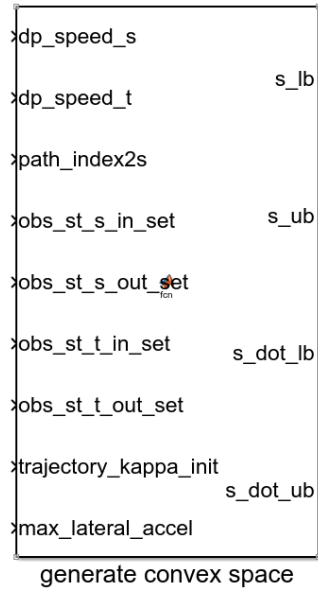 dp_speed_s
s_lb
dp_speed_t
path_index2s
s_ub
obs_st_s_in_set
obs_st_s_out_set
fcn
obs_st_t_in_set
s_dot_lb
obs_st_t_out_set
trajectory_kappa_init
s_dot_ub
max_lateral_accel
generate convex space